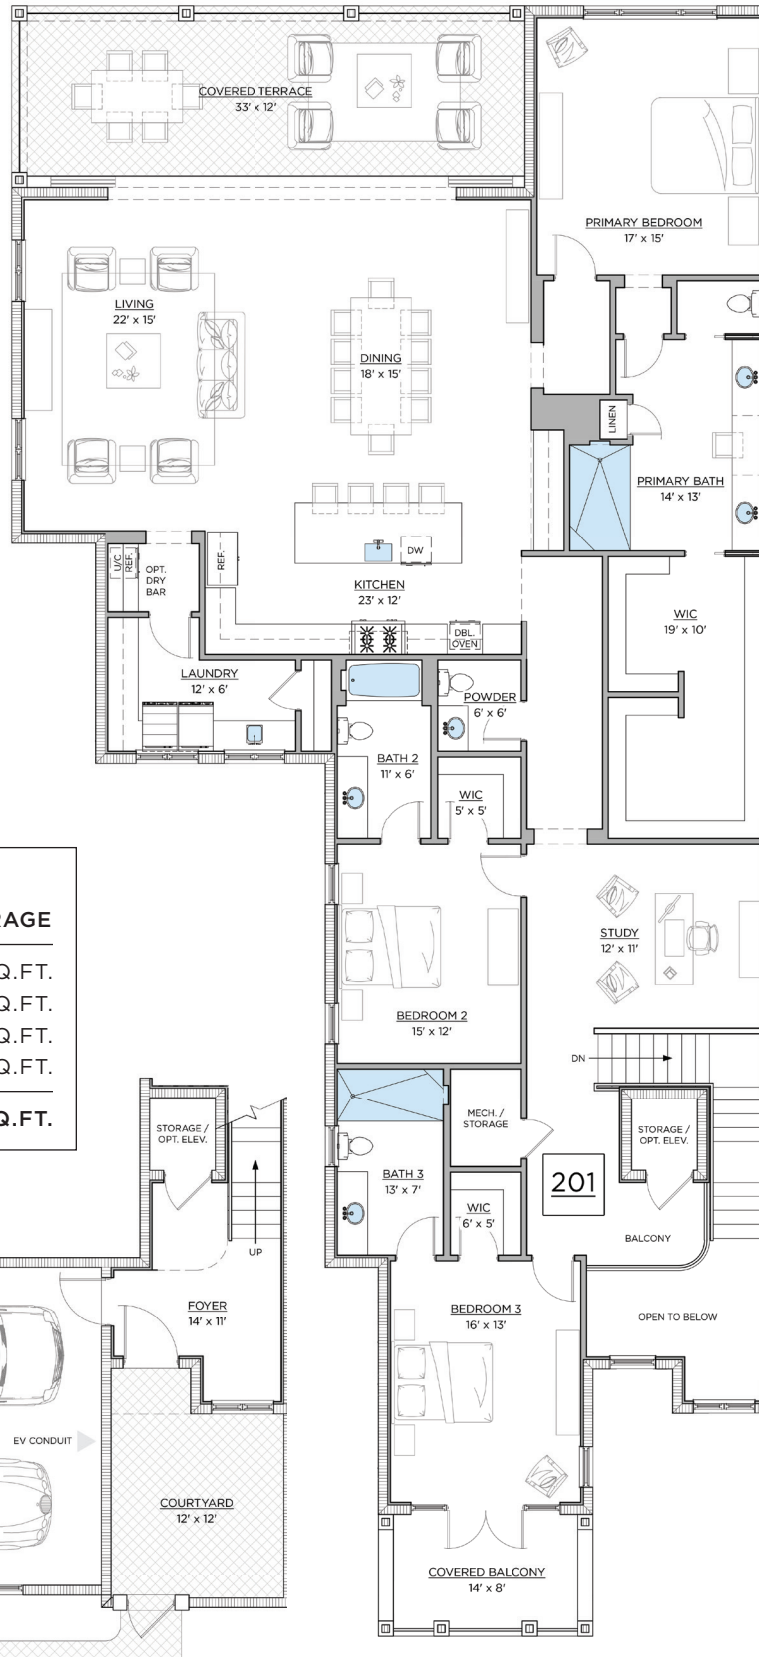 COVERED TERRACE
33' x 12'
PRIMARY BEDROOM
17' x 15'
LIVING
22' x 15'
DINING
18' x 15'
LINEN
PRIMARY BATH
14' x 13'
DW
U/C
REF.
OPT.
DRY
BAR
REF.
KITCHEN
23' x 12'
DBL.
OVEN
WIC
19' x 10'
LAUNDRY
12' x 6'
POWDER
6' x 6'
BATH 2
11' x 6'
WIC
5' x 5'
RAGE
Q.FT.
Q.FT.
Q.FT.
Q.FT.
Q.FT.
STUDY
12' x 11'
BEDROOM 2
15' x 12'
DN
STORAGE /
OPT. ELEV.
MECH. /
STORAGE
STORAGE /
OPT. ELEV.
BATH 3
13' x 7'
201
WIC
6' x 5'
UP
BALCONY
FOYER
14' x 11'
BEDROOM 3
16' x 13'
OPEN TO BELOW
EV CONDUIT
COURTYARD
12' x 12'
COVERED BALCONY
14' x 8'